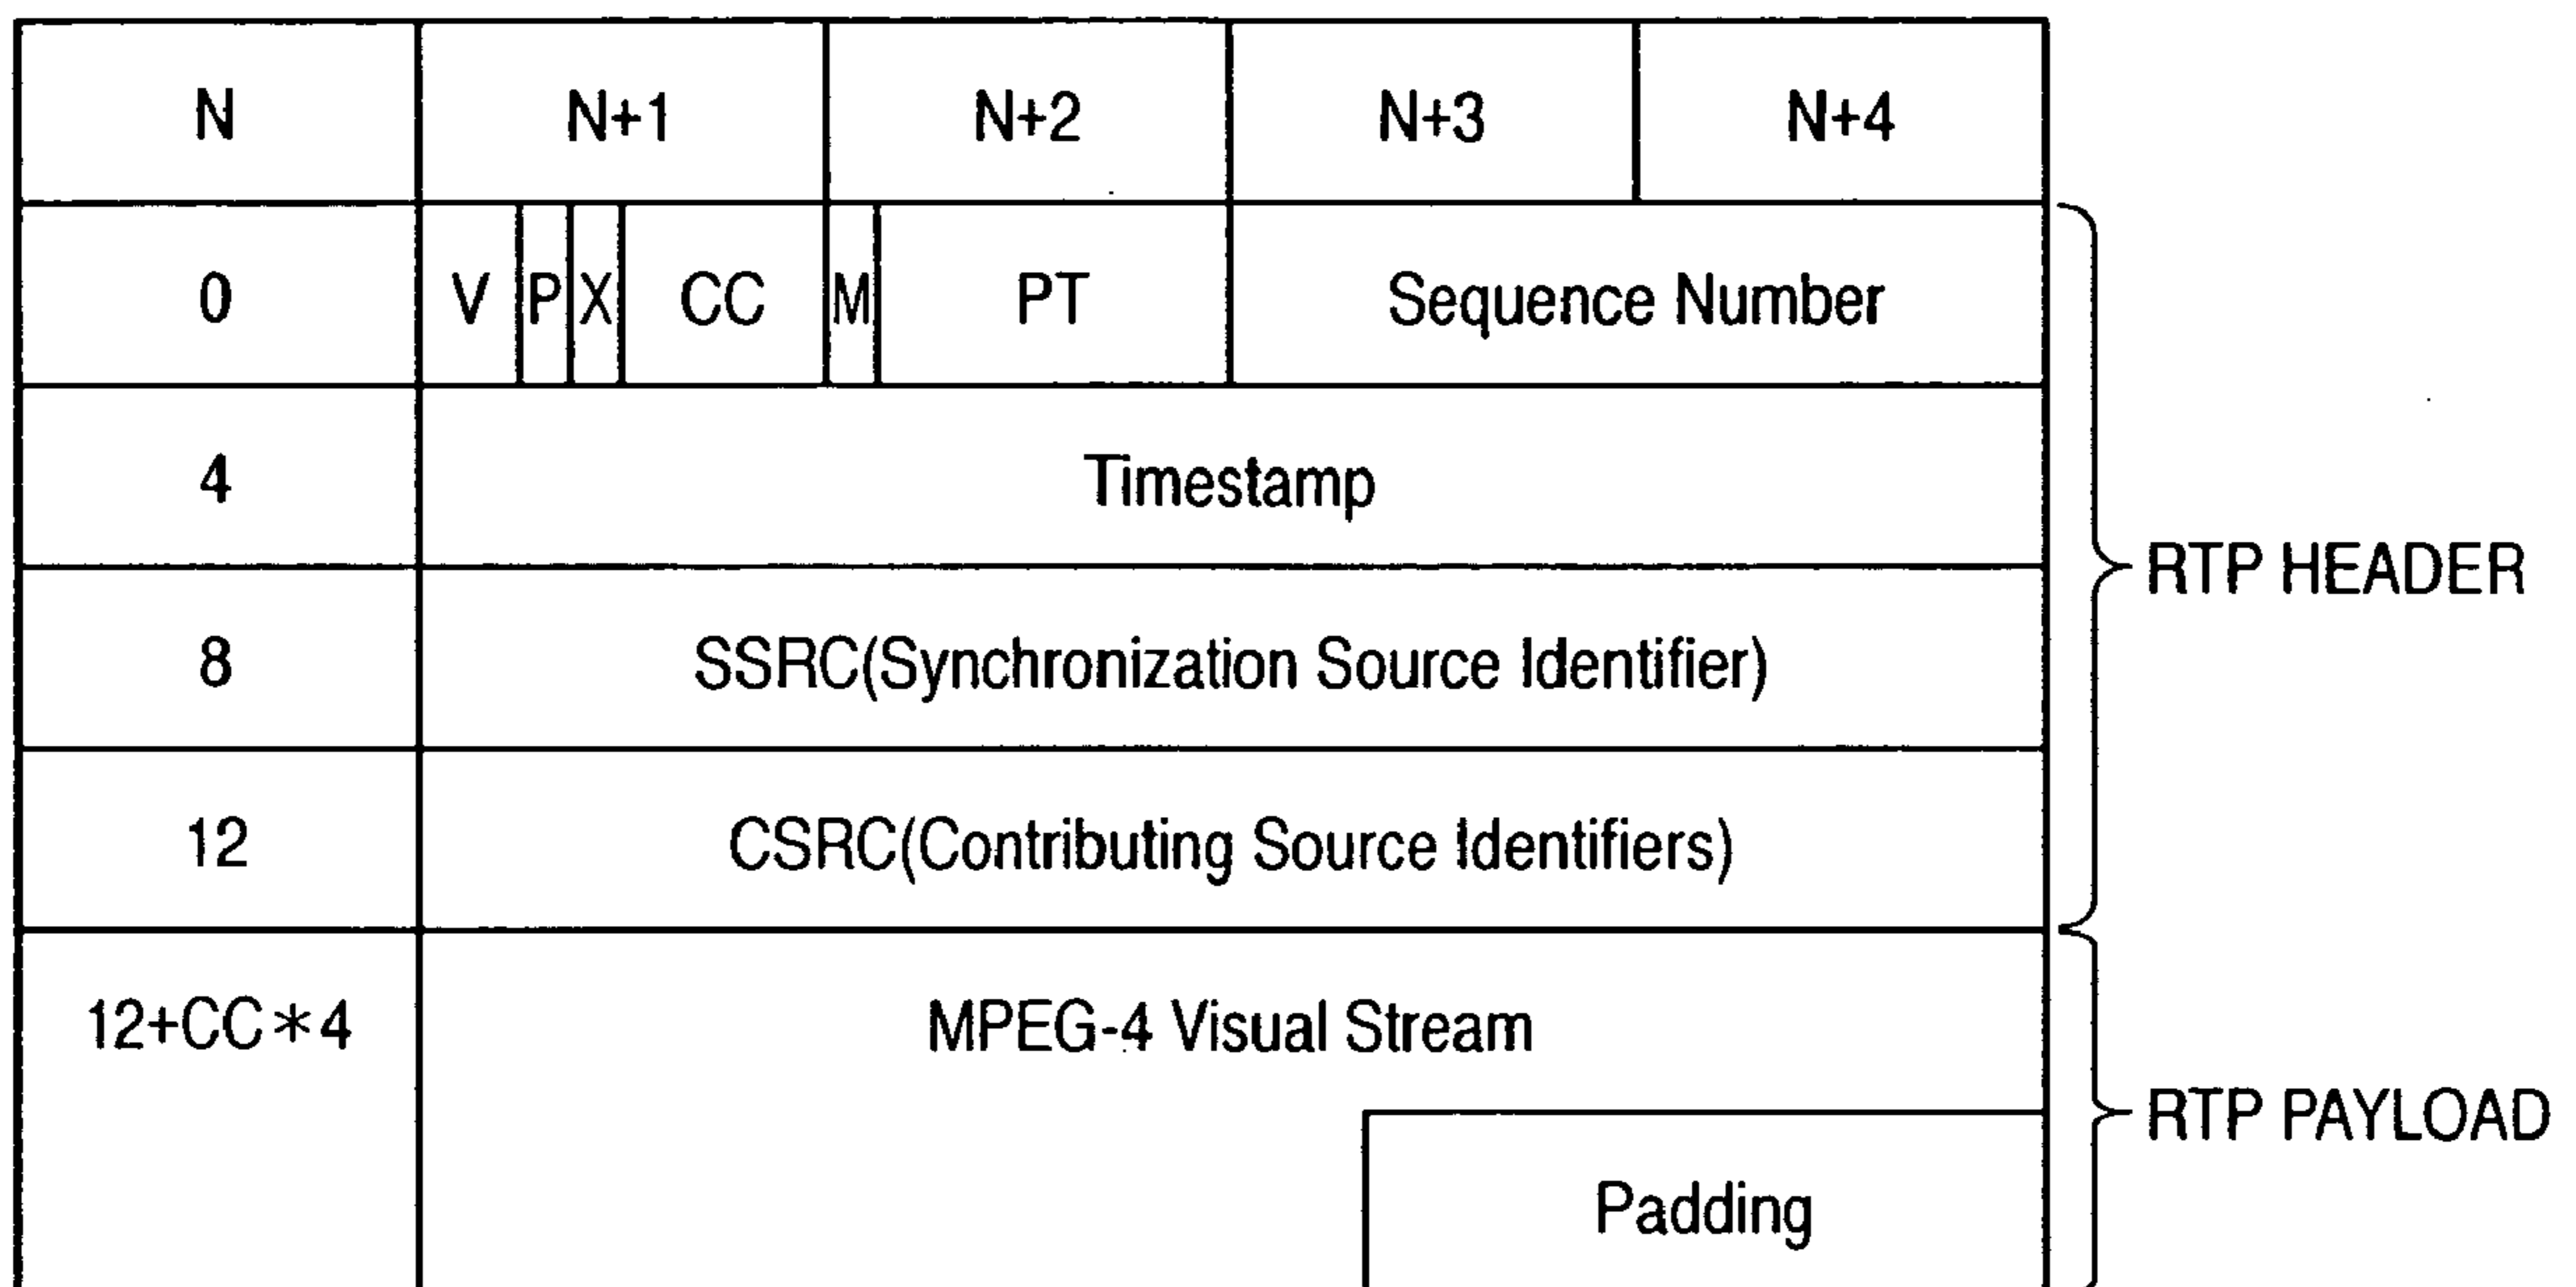 N N+1 N+2 N+3 N+4
0 V P X CC M PT Sequence Number
4 Timestamp
RTP HEADER
8 SSRC(Synchronization Source Identifier)
12 CSRC(Contributing Source Identifiers)
12+CC*4 MPEG-4 Visual Stream
RTP PAYLOAD
Padding